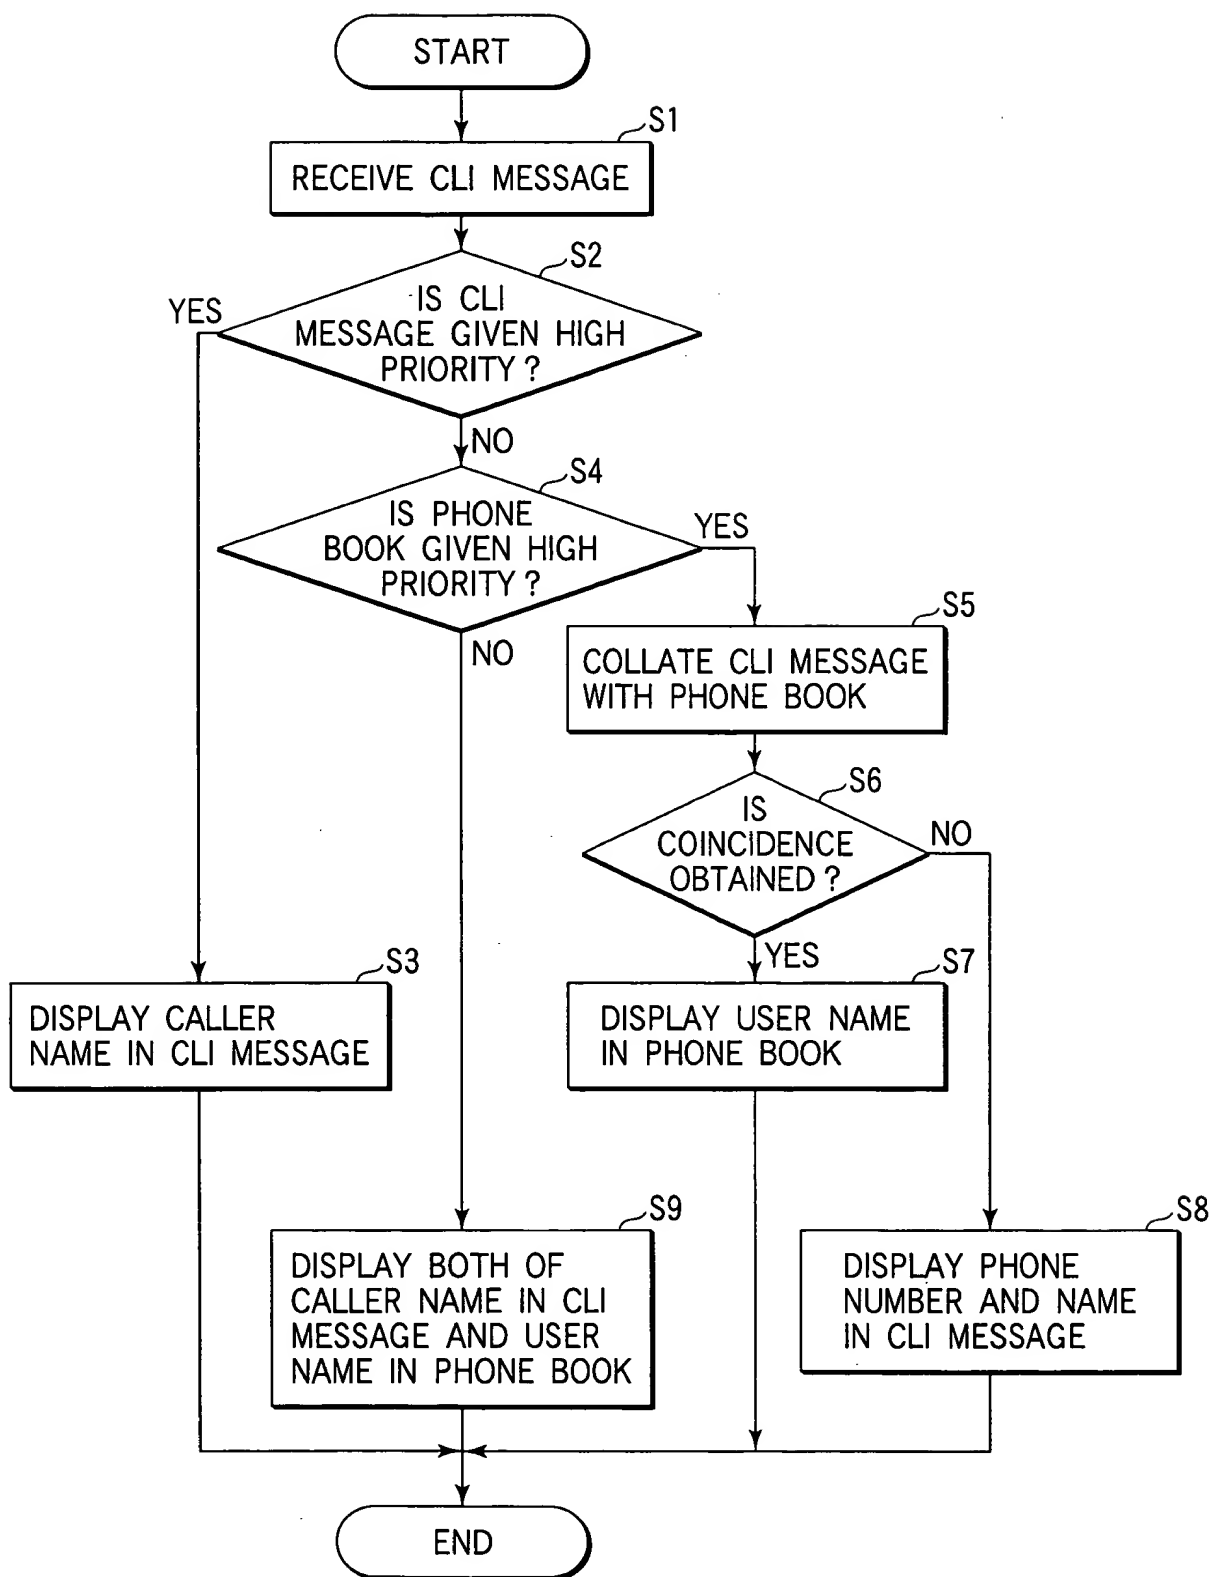 START
S1
RECEIVE CLI MESSAGE
S2
YES
IS CLI
MESSAGE GIVEN HIGH
PRIORITY?
NO
S4
IS PHONE
BOOK GIVEN HIGH
PRIORITY?
YES
NO
S5
COLLATE CLI MESSAGE
WITH PHONE BOOK
S6
IS
COINCIDENCE
OBTAINED?
NO
YES
S3
DISPLAY CALLER
NAME IN CLI MESSAGE
S7
DISPLAY USER NAME
IN PHONE BOOK
S9
DISPLAY BOTH OF
CALLER NAME IN CLI
MESSAGE AND USER
NAME IN PHONE BOOK
S8
DISPLAY PHONE
NUMBER AND NAME
IN CLI MESSAGE
END